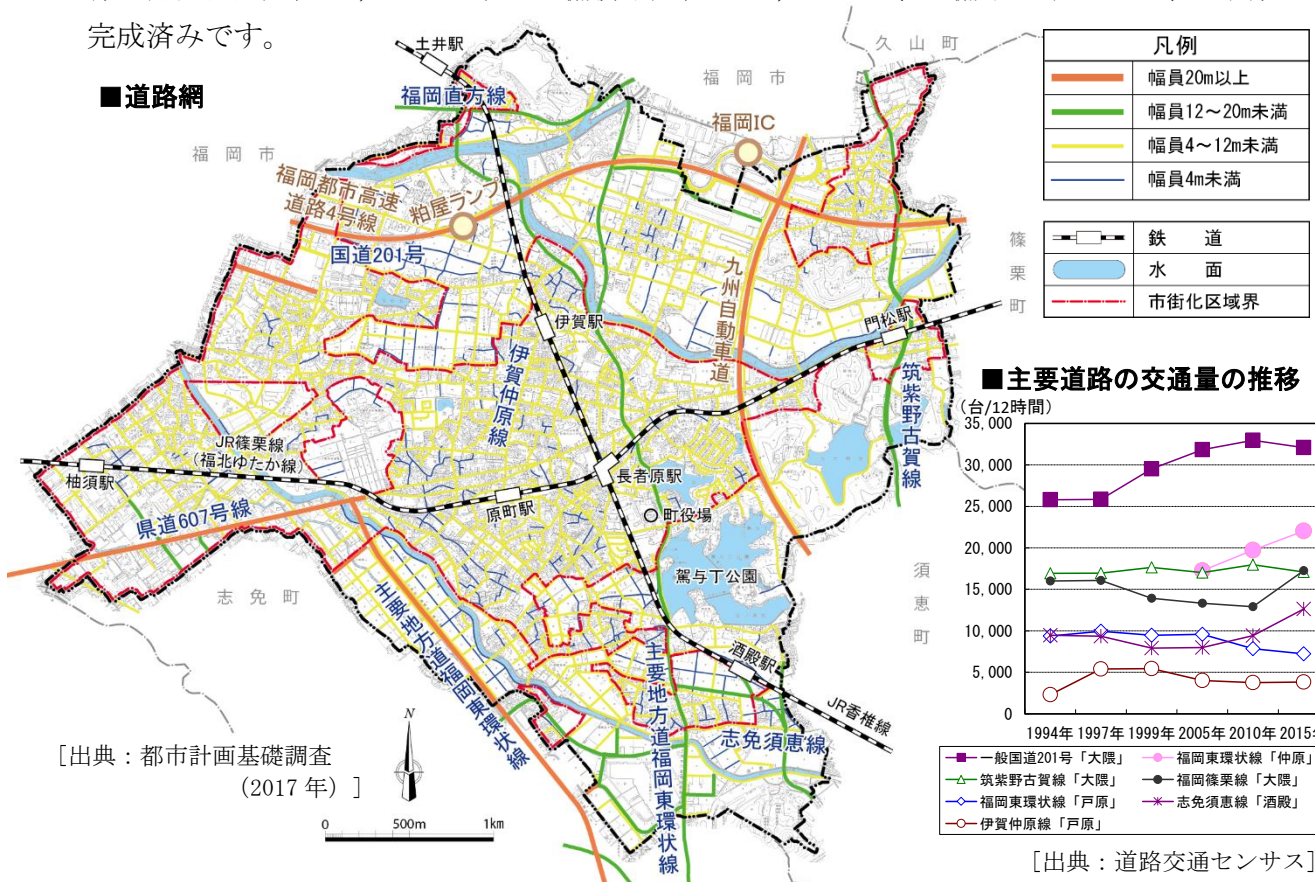 完成済みです。
■道路網
土井駅
久山町
福岡市
福岡直方線
福岡IC
福岡市
福岡都市高速
道路4号線
粕屋ランプ
国道201号
九州自動車道
篠栗町
門松駅
伊賀駅
伊賀仲原線
筑紫野古賀線
JR篠栗線
(福北ゆたか線)
柚須駅
長者原駅
原町駅
町役場
県道607号線
駕与丁公園
須恵町
志免町
主要地方道福岡東環状線
酒殿駅
主要地方道福岡東環状線
JR香椎線
志免須恵線
[出典：都市計画基礎調査
(2017年)]
N
0 500m 1km
凡例
幅員20m以上
幅員12～20m未満
幅員4～12m未満
幅員4m未満
鉄道
水面
市街化区域界
■主要道路の交通量の推移
(台/12時間)
35,000
30,000
25,000
20,000
15,000
10,000
5,000
0
1994年 1997年 1999年 2005年 2010年 2015年
一般国道201号「大隈」 福岡東環状線「仲原」
筑紫野古賀線「大隈」 福岡篠栗線「大隈」
福岡東環状線「戸原」 志免須恵線「酒殿」
伊賀仲原線「戸原」
[出典：道路交通センサス]